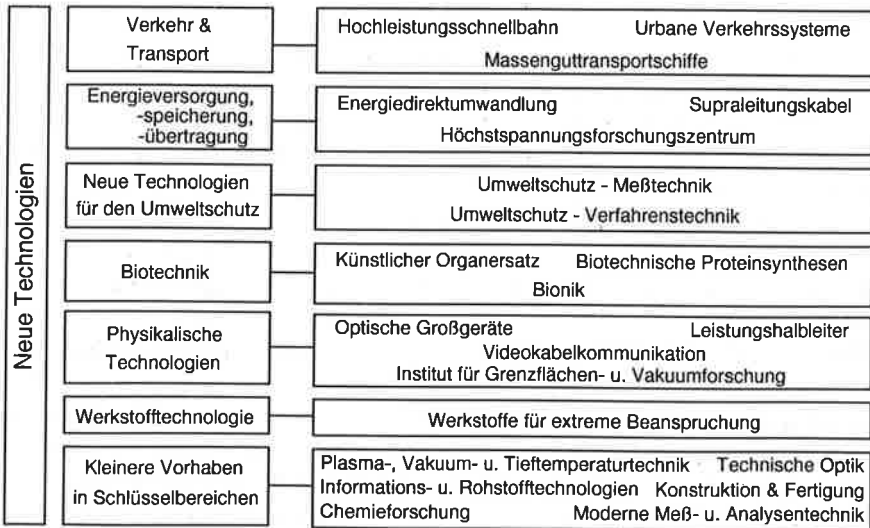 Neue Technologien
Verkehr &
Transport
Hochleistungsschnellbahn Urbane Verkehrssysteme
Massenguttransportschiffe
Energieversorgung,
-speicherung,
-übertragung
Energiedirektumwandlung Supraleitungskabel
Höchstspannungsforschungszentrum
Neue Technologien
für den Umweltschutz
Umweltschutz - Meßtechnik
Umweltschutz - Verfahrenstechnik
Biotechnik
Künstlicher Organersatz Biotechnische Proteinsynthesen
Bionik
Physikalische
Technologien
Optische Großgeräte Leistungshalbleiter
Videokabelkommunikation
Institut für Grenzflächen- u. Vakuumforschung
Werkstofftechnologie
Werkstoffe für extreme Beanspruchung
Kleinere Vorhaben
in Schlüsselbereichen
Plasma-, Vakuum- u. Tieftemperaturtechnik Technische Optik
Informations- u. Rohstofftechnologien Konstruktion & Fertigung
Chemieforschung Moderne Meß- u. Analysentechnik